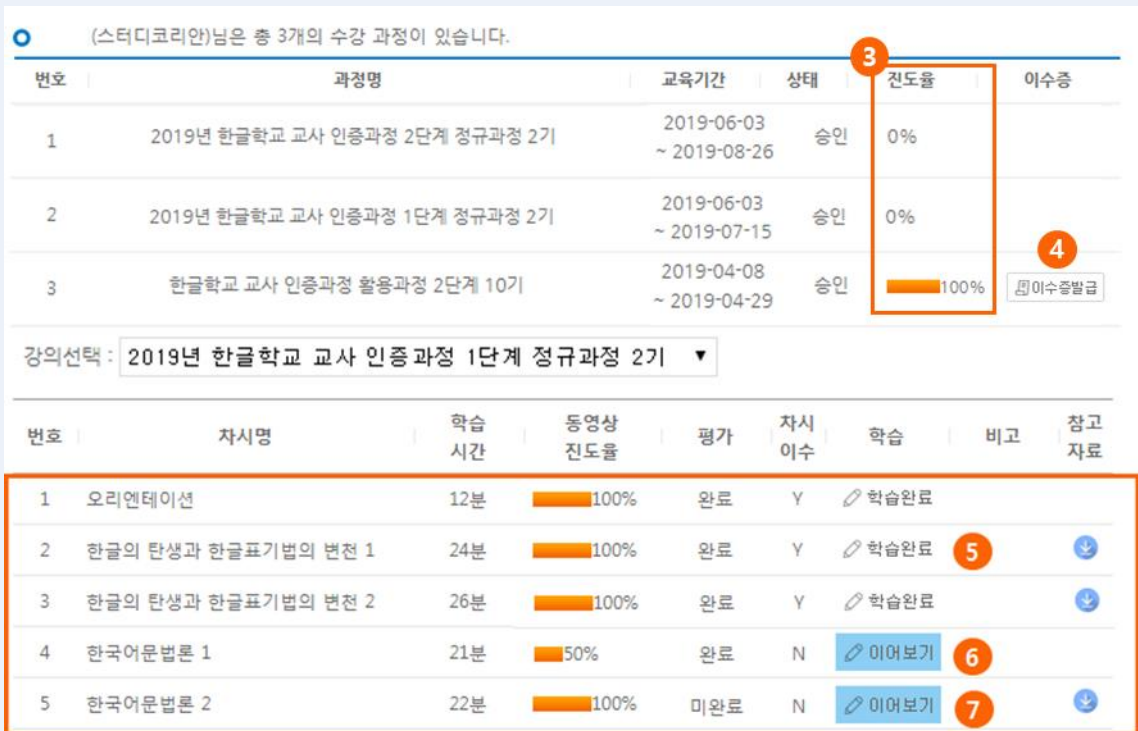 (스터디코리안)님은 총 3개의 수강 과정이 있습니다.
3
번호 과정명 교육기간 상태 진도율 이수증
1 2019년 한글학교 교사 인증과정 2단계 정규과정 2기 2019-06-03 ~ 2019-08-26 승인 0%
2 2019년 한글학교 교사 인증과정 1단계 정규과정 2기 2019-06-03 ~ 2019-07-15 승인 0%
4
3 한글학교 교사 인증과정 활용과정 2단계 10기 2019-04-08 ~ 2019-04-29 승인 100% 이수증발급
강의선택 : 2019년 한글학교 교사 인증과정 1단계 정규과정 2기 ▼
번호 차시명 학습 시간 동영상 진도율 평가 차시 이수 학습 비고 참고 자료
1 오리엔테이션 12분 100% 완료 Y 학습완료
2 한글의 탄생과 한글표기법의 변천 1 24분 100% 완료 Y 학습완료 5
3 한글의 탄생과 한글표기법의 변천 2 26분 100% 완료 Y 학습완료
4 한국어문법론 1 21분 50% 완료 N 이어보기 6
5 한국어문법론 2 22분 100% 미완료 N 이어보기 7